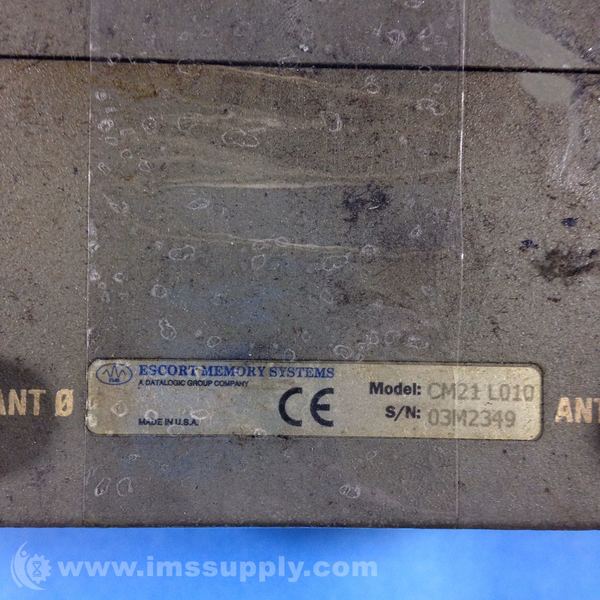 ESCORT MEMORY SYSTEMS
A DATALOGIC GROUP COMPANY
MADE IN U.S.A.
CE
Model: CM21 L010
S/N: 03M2349
ANT Ø
ANT
www.imssupply.com